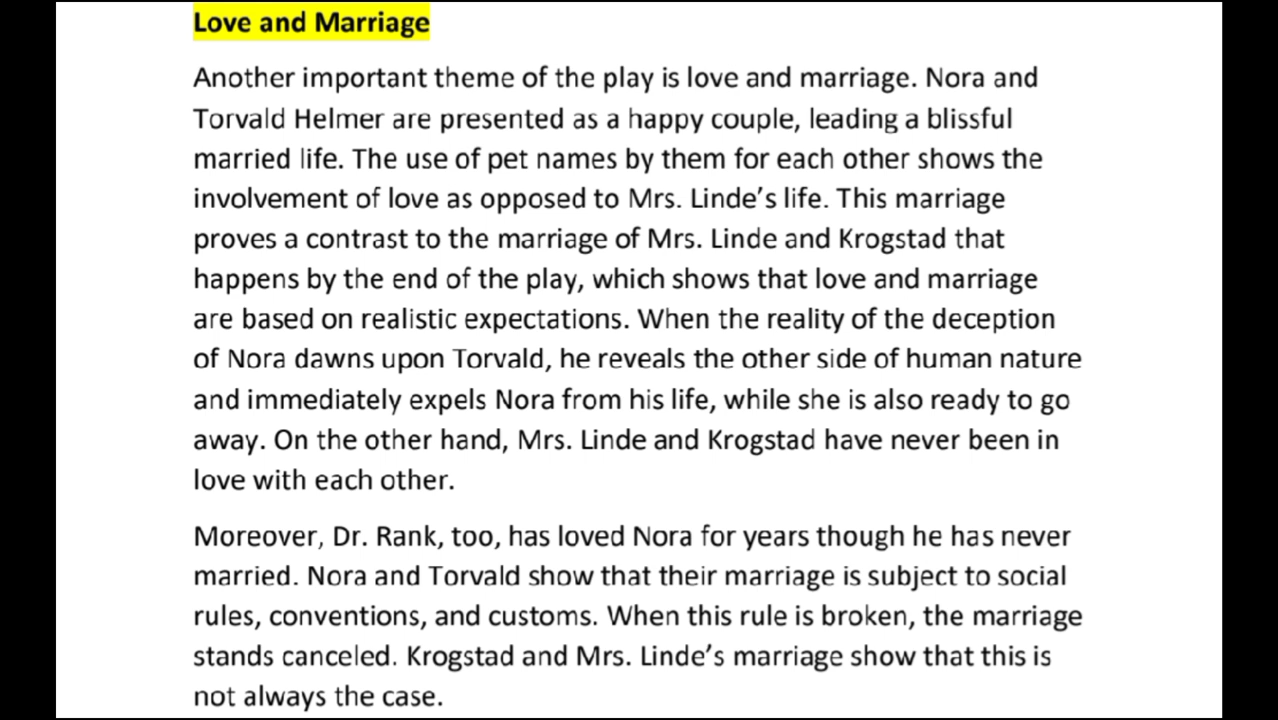 Love and Marriage
Another important theme of the play is love and marriage. Nora and
Torvald Helmer are presented as a happy couple, leading a blissful
married life. The use of pet names by them for each other shows the
involvement of love as opposed to Mrs. Linde’s life. This marriage
proves a contrast to the marriage of Mrs. Linde and Krogstad that
happens by the end of the play, which shows that love and marriage
are based on realistic expectations. When the reality of the deception
of Nora dawns upon Torvald, he reveals the other side of human nature
and immediately expels Nora from his life, while she is also ready to go
away. On the other hand, Mrs. Linde and Krogstad have never been in
love with each other.
Moreover, Dr. Rank, too, has loved Nora for years though he has never
married. Nora and Torvald show that their marriage is subject to social
rules, conventions, and customs. When this rule is broken, the marriage
stands canceled. Krogstad and Mrs. Linde’s marriage show that this is
not always the case.